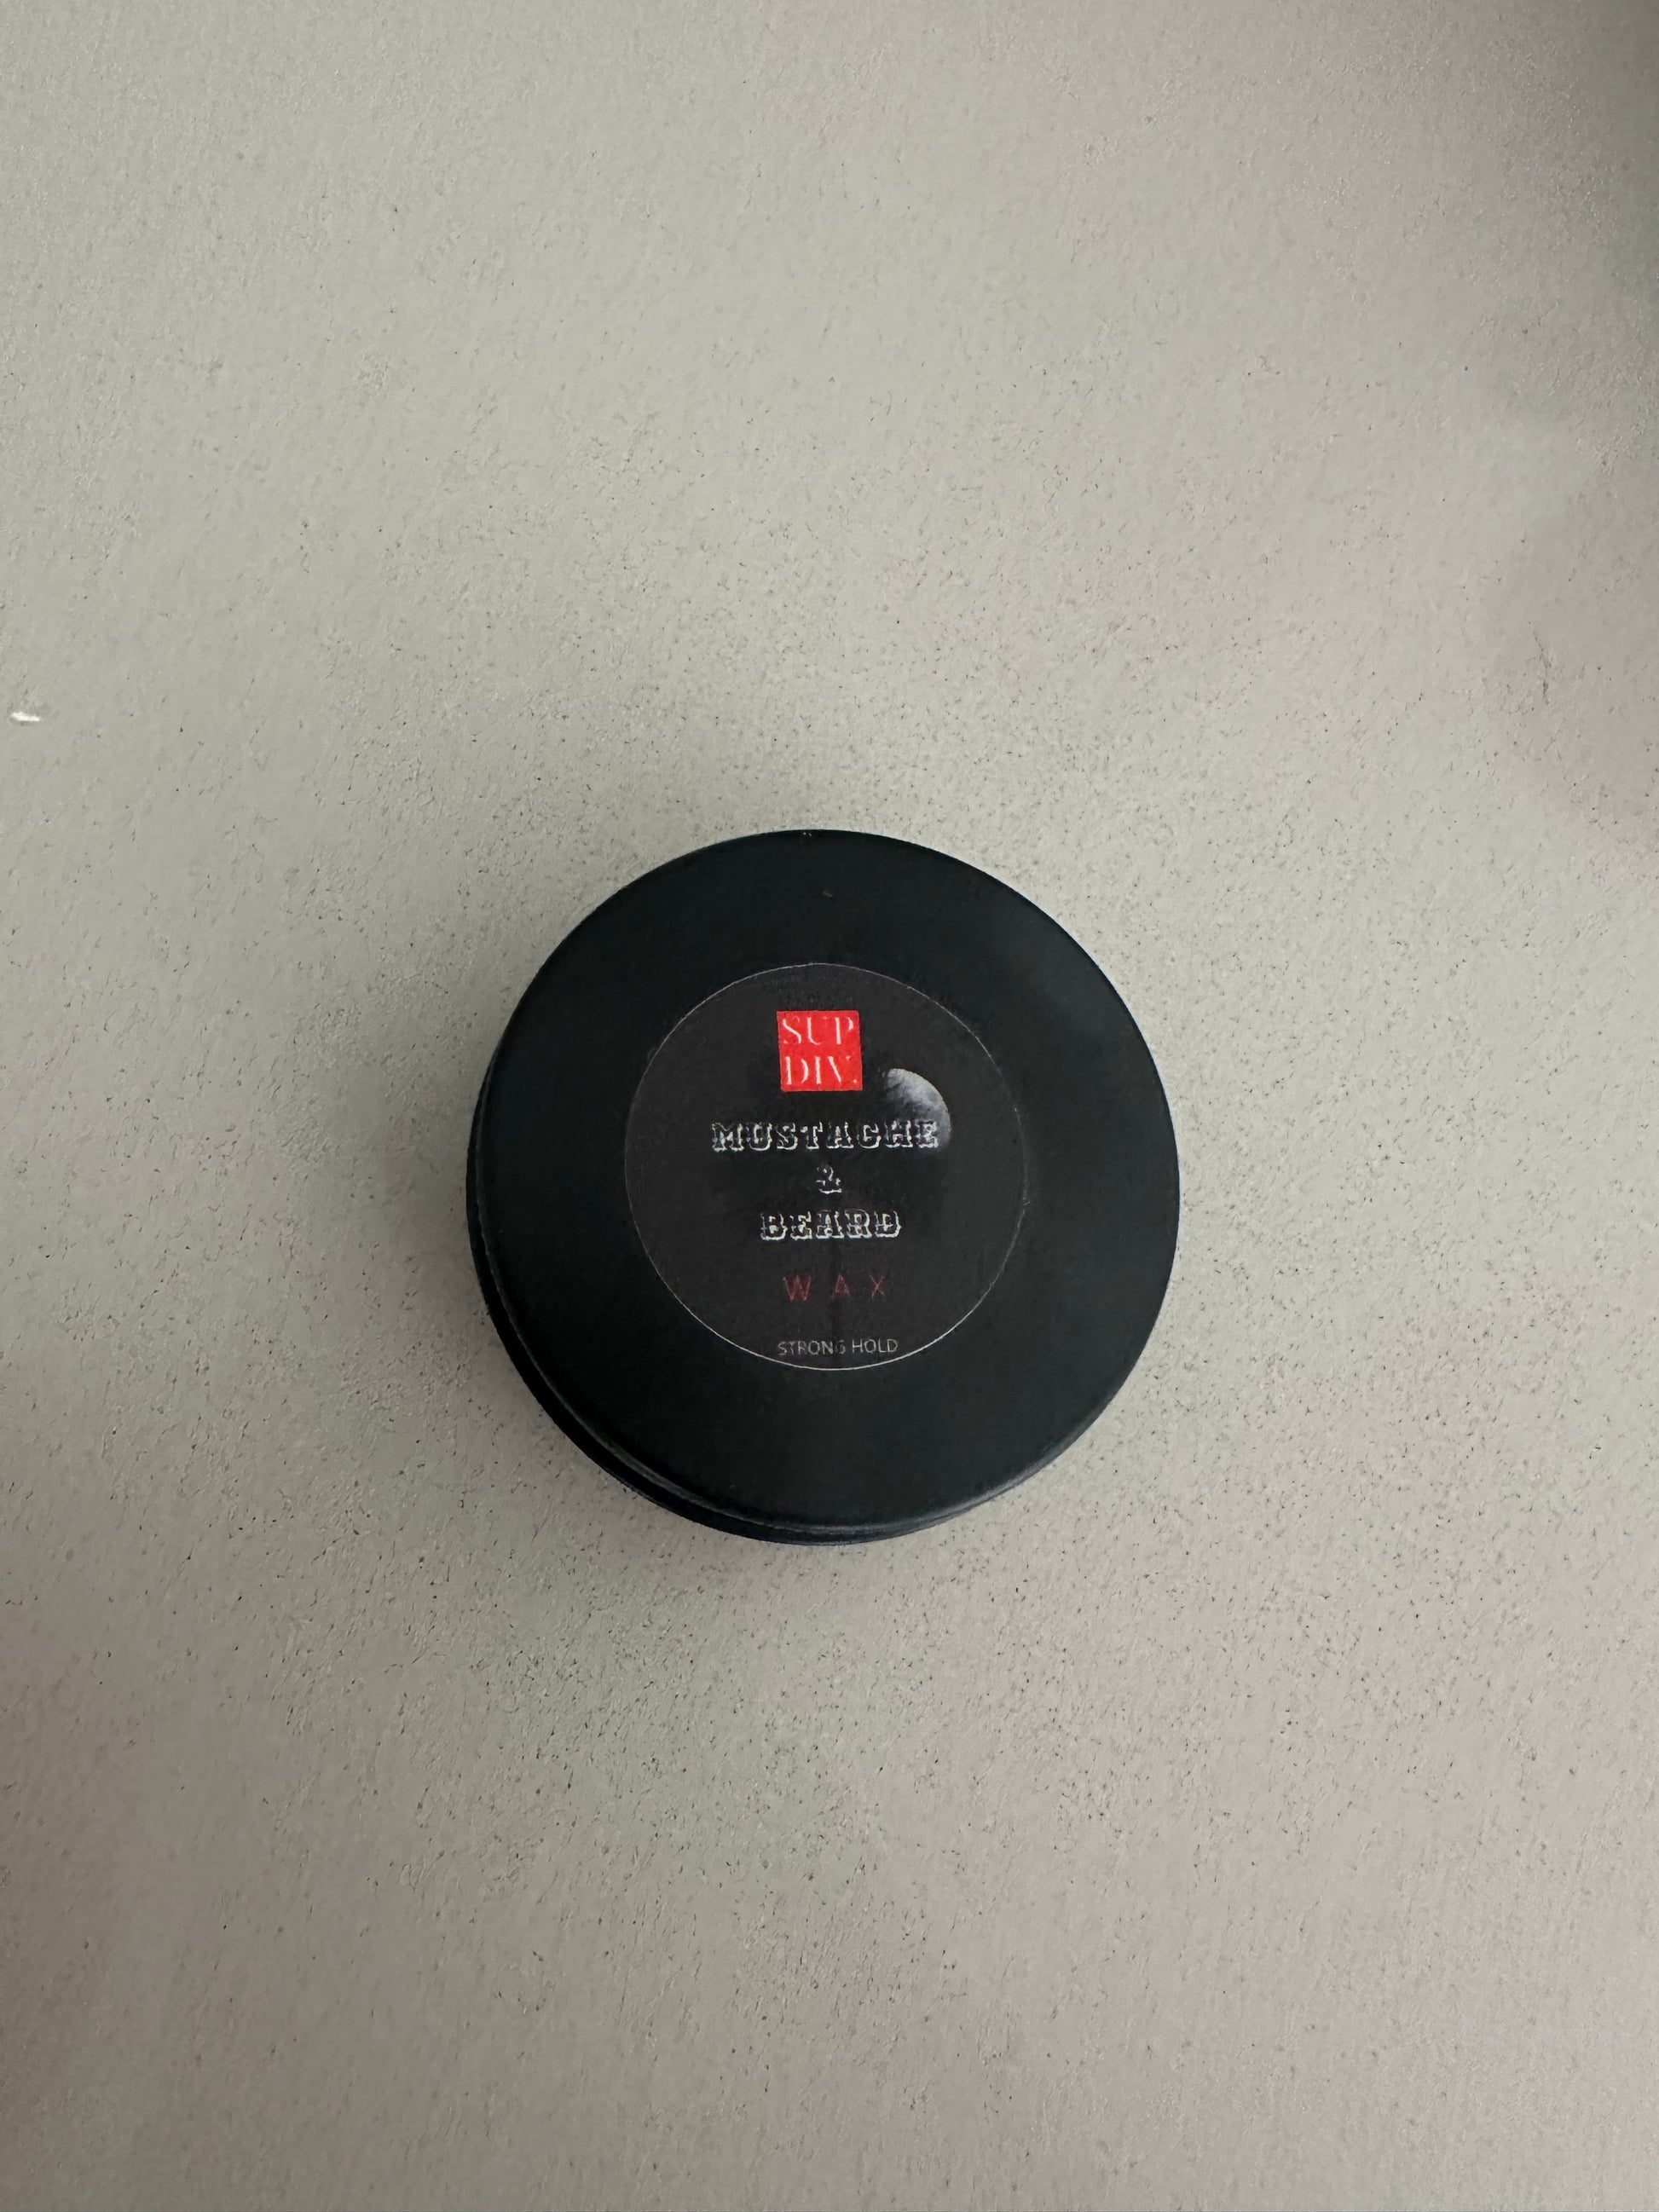 SUP
DIV.
MUSTACHE
&
BEARD
WAX
STRONG HOLD